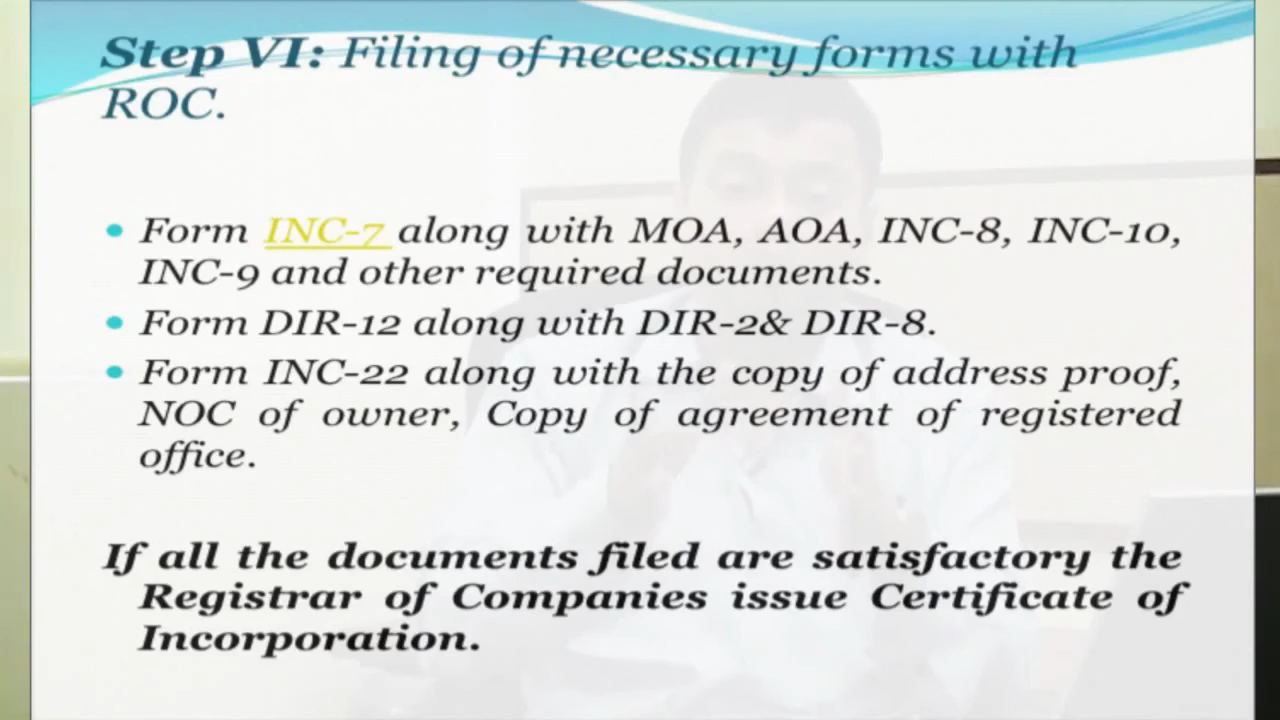 Step VI: Filing of necessary forms with
ROC.
• Form INC-7 along with MOA, AOA, INC-8, INC-10,
INC-9 and other required documents.
• Form DIR-12 along with DIR-2& DIR-8.
• Form INC-22 along with the copy of address proof,
NOC of owner, Copy of agreement of registered
office.
If all the documents filed are satisfactory the
Registrar of Companies issue Certificate of
Incorporation.